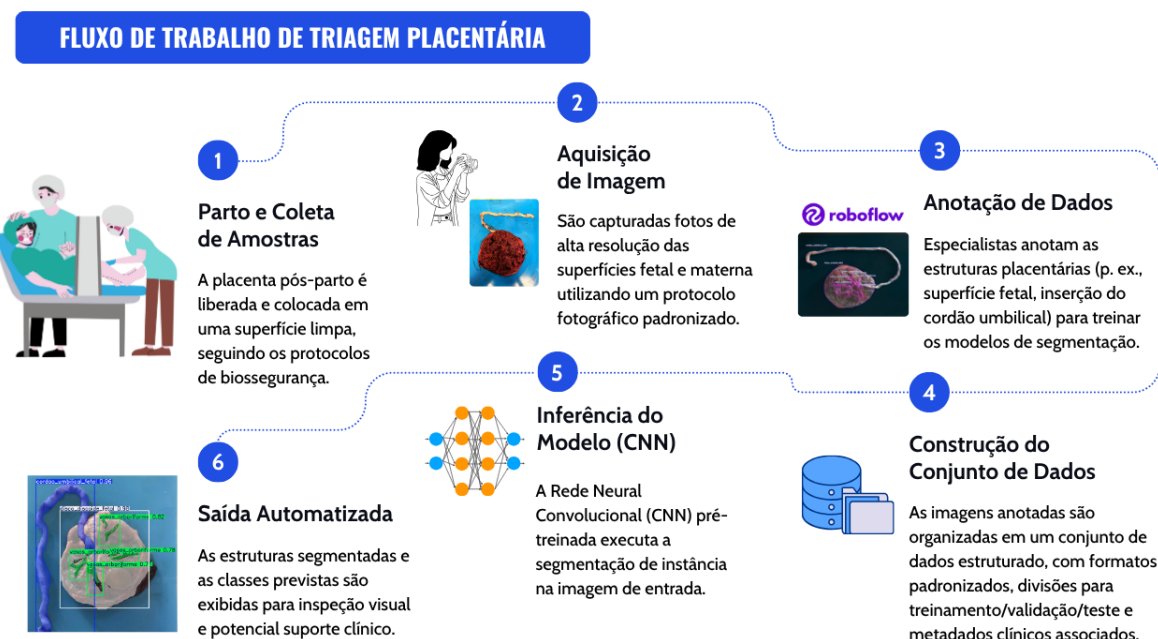 FLUXO DE TRABALHO DE TRIAGEM PLACENTÁRIA
1
Parto e Coleta
de Amostras
A placenta pós-parto é
liberada e colocada em
uma superfície limpa,
seguindo os protocolos
de biossegurança.
2
Aquisição
de Imagem
São capturadas fotos de
alta resolução das
superfícies fetal e materna
utilizando um protocolo
fotográfico padronizado.
3
roboflow
Anotação de Dados
Especialistas anotam as
estruturas placentárias (p. ex.,
superfície fetal, inserção do
cordão umbilical) para treinar
os modelos de segmentação.
4
Construção do
Conjunto de Dados
As imagens anotadas são
organizadas em um conjunto de
dados estruturado, com formatos
padronizados, divisões para
treinamento/validação/teste e
metadados clínicos associados.
5
Inferência do
Modelo (CNN)
A Rede Neural
Convolucional (CNN) pré-
treinada executa a
segmentação de instância
na imagem de entrada.
6
Saída Automatizada
As estruturas segmentadas e
as classes previstas são
exibidas para inspeção visual
e potencial suporte clínico.